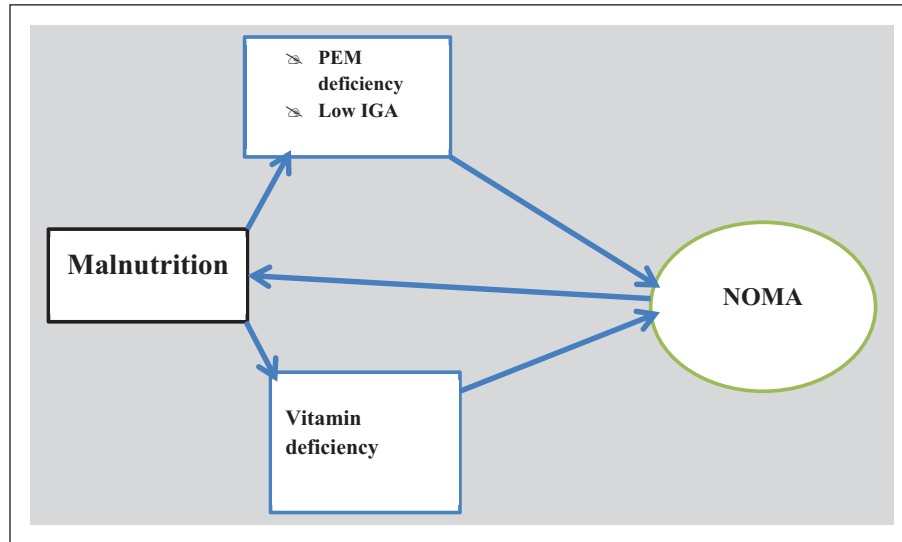 PEM
deficiency
Low IGA
Malnutrition
NOMA
Vitamin
deficiency